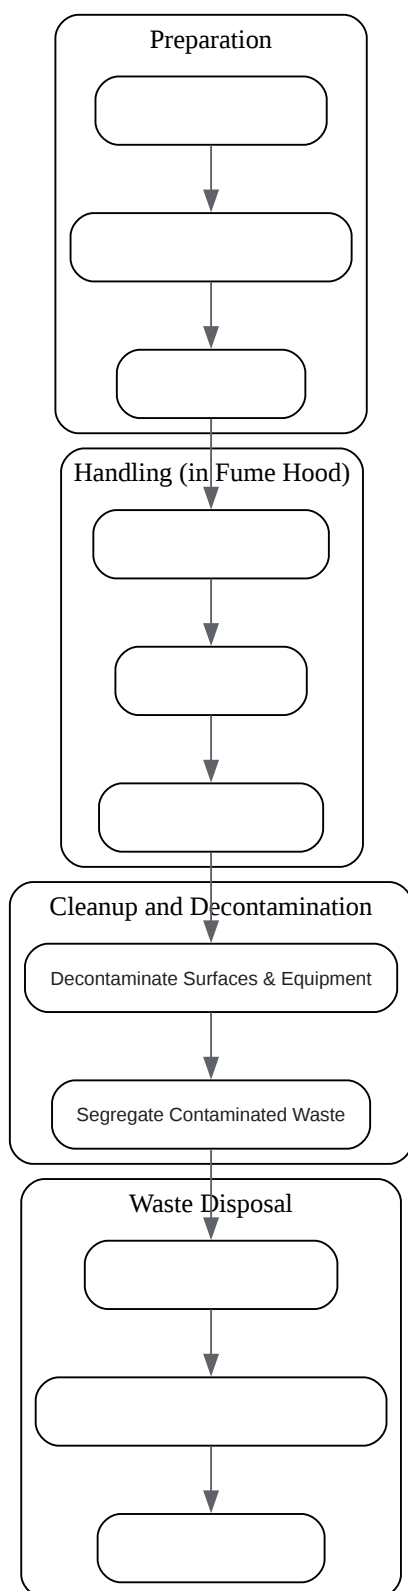 Preparation
Handling (in Fume Hood)
Cleanup and Decontamination
Decontaminate Surfaces & Equipment
Segregate Contaminated Waste
Waste Disposal